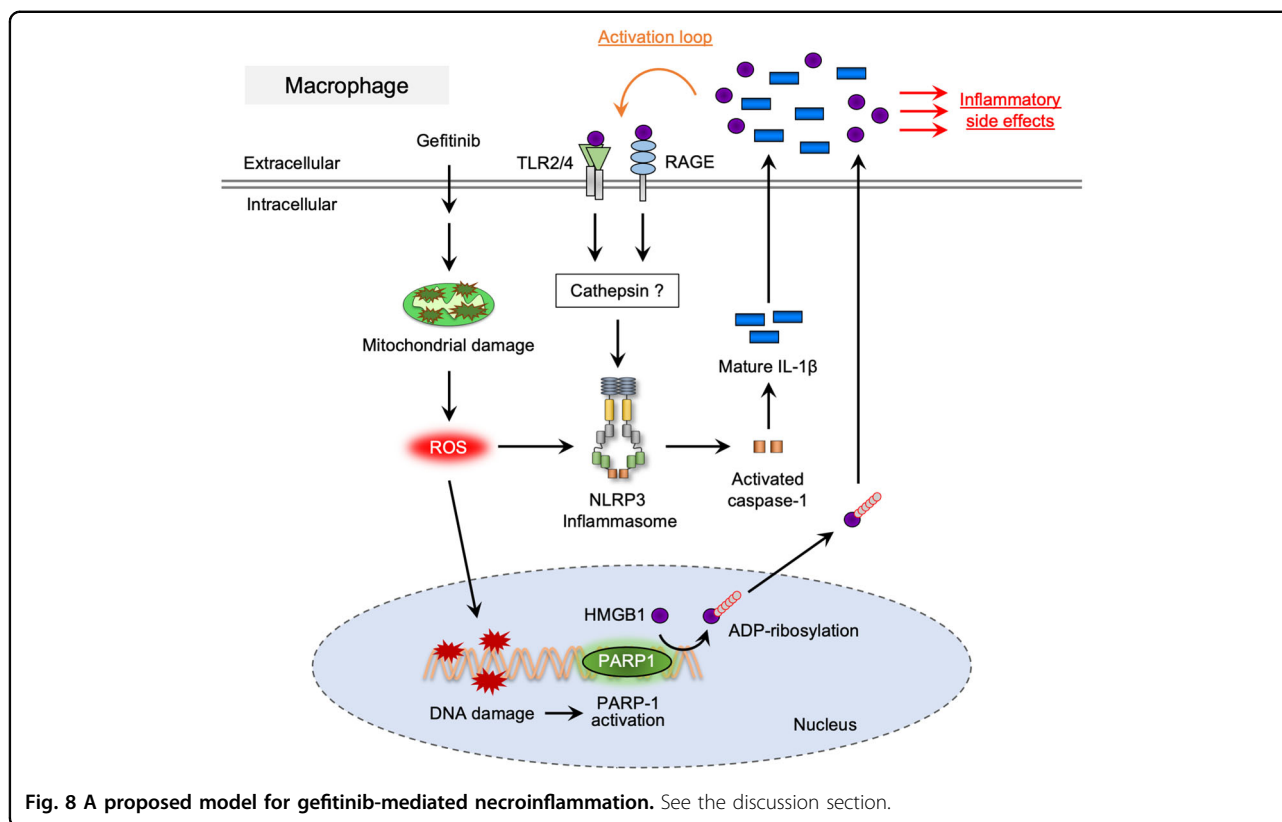 Activation loop
Macrophage
Inflammatory
side effects
Gefitinib
TLR2/4
RAGE
Extracellular
Intracellular
Cathepsin ?
Mitochondrial damage
Mature IL-1β
ROS
NLRP3
Inflammasome
Activated
caspase-1
HMGB1
ADP-ribosylation
PARP1
DNA damage
PARP-1
activation
Nucleus
Fig. 8 A proposed model for gefitinib-mediated necroinflammation. See the discussion section.